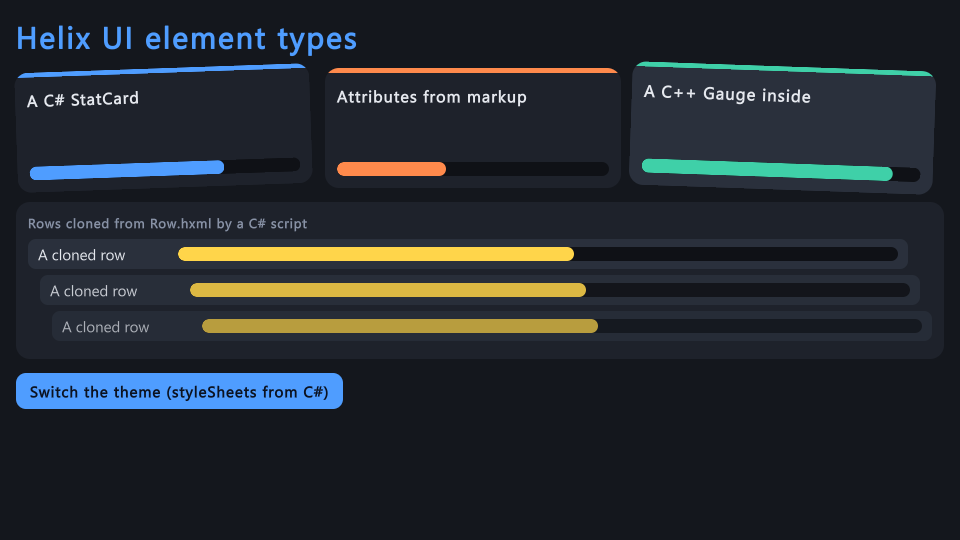 Helix UI element types
A C# StatCard
Attributes from markup
A C++ Gauge inside
Rows cloned from Row.hxml by a C# script
A cloned row
A cloned row
A cloned row
Switch the theme (styleSheets from C#)